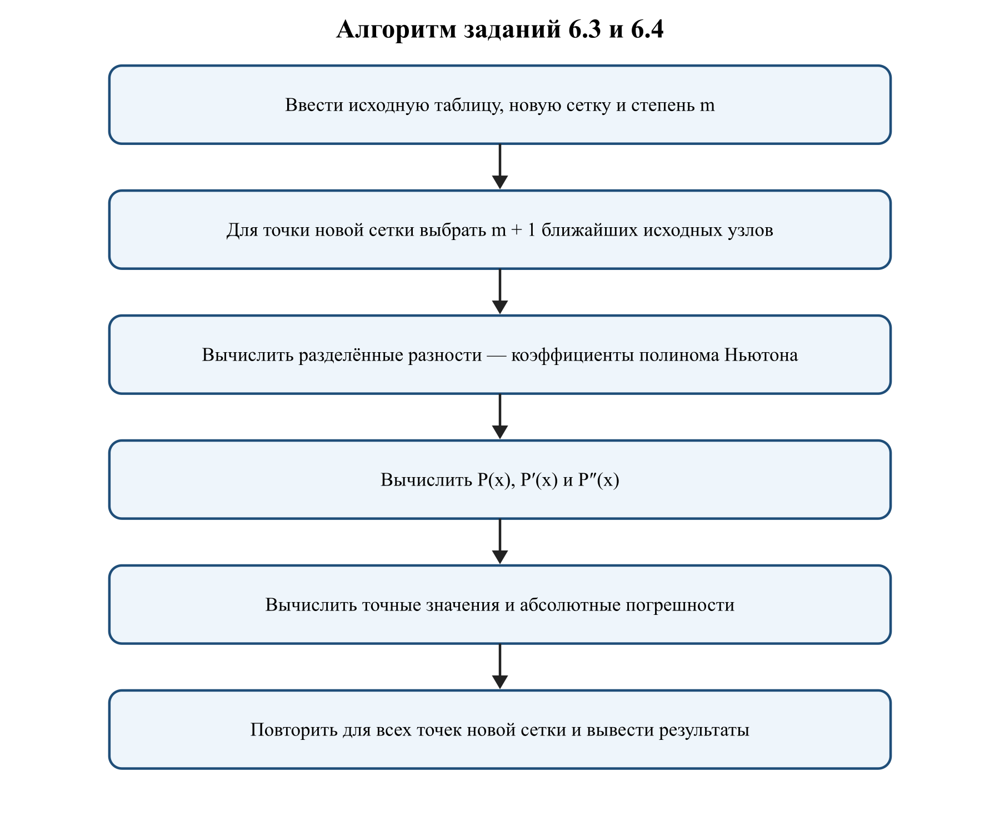 Алгоритм заданий 6.3 и 6.4
Ввести исходную таблицу, новую сетку и степень m
Для точки новой сетки выбрать m + 1 ближайших исходных узлов
Вычислить разделённые разности — коэффициенты полинома Ньютона
Вычислить P(x), P′(x) и P″(x)
Вычислить точные значения и абсолютные погрешности
Повторить для всех точек новой сетки и вывести результаты